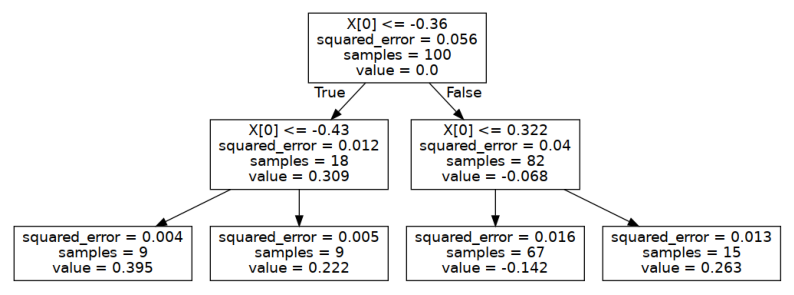 X[0] <= -0.36
squared_error = 0.056
samples = 100
value = 0.0
True
False
X[0] <= -0.43
squared_error = 0.012
samples = 18
value = 0.309
X[0] <= 0.322
squared_error = 0.04
samples = 82
value = -0.068
squared_error = 0.004
samples = 9
value = 0.395
squared_error = 0.005
samples = 9
value = 0.222
squared_error = 0.016
samples = 67
value = -0.142
squared_error = 0.013
samples = 15
value = 0.263